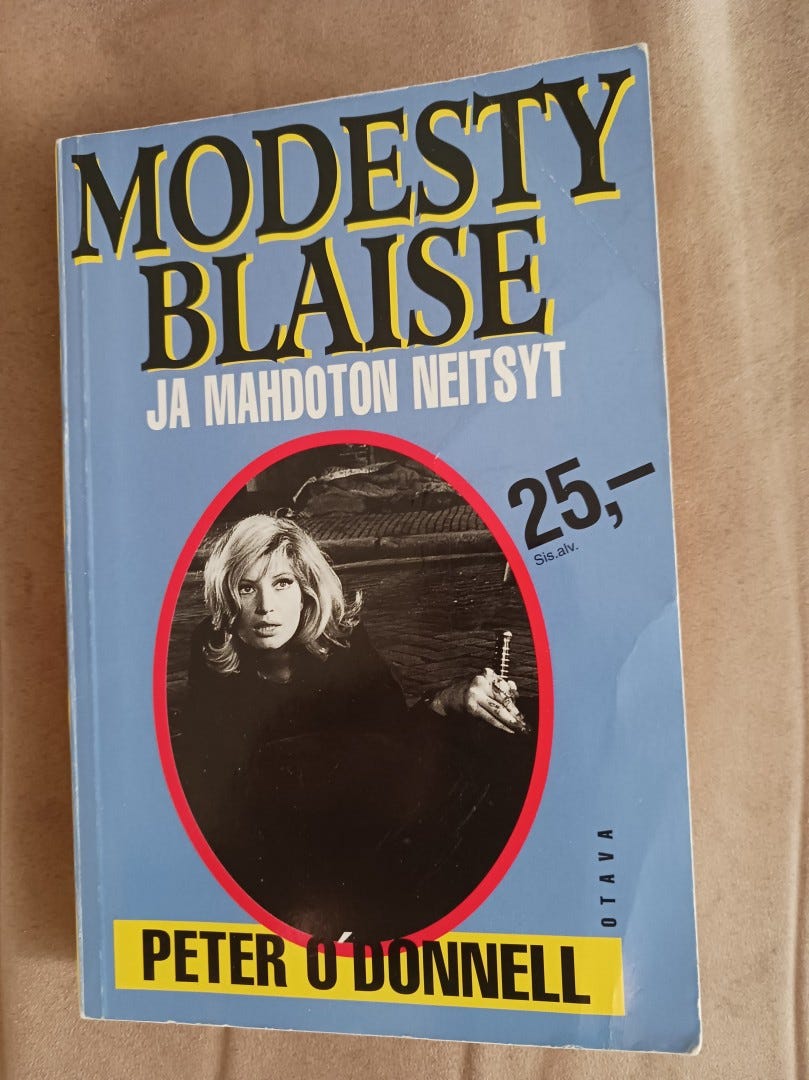 MODESTY
BLAISE
JA MAHDOTON NEITSYT
25,–
Sis.alv.
OTAVA
PETER O'DONNELL